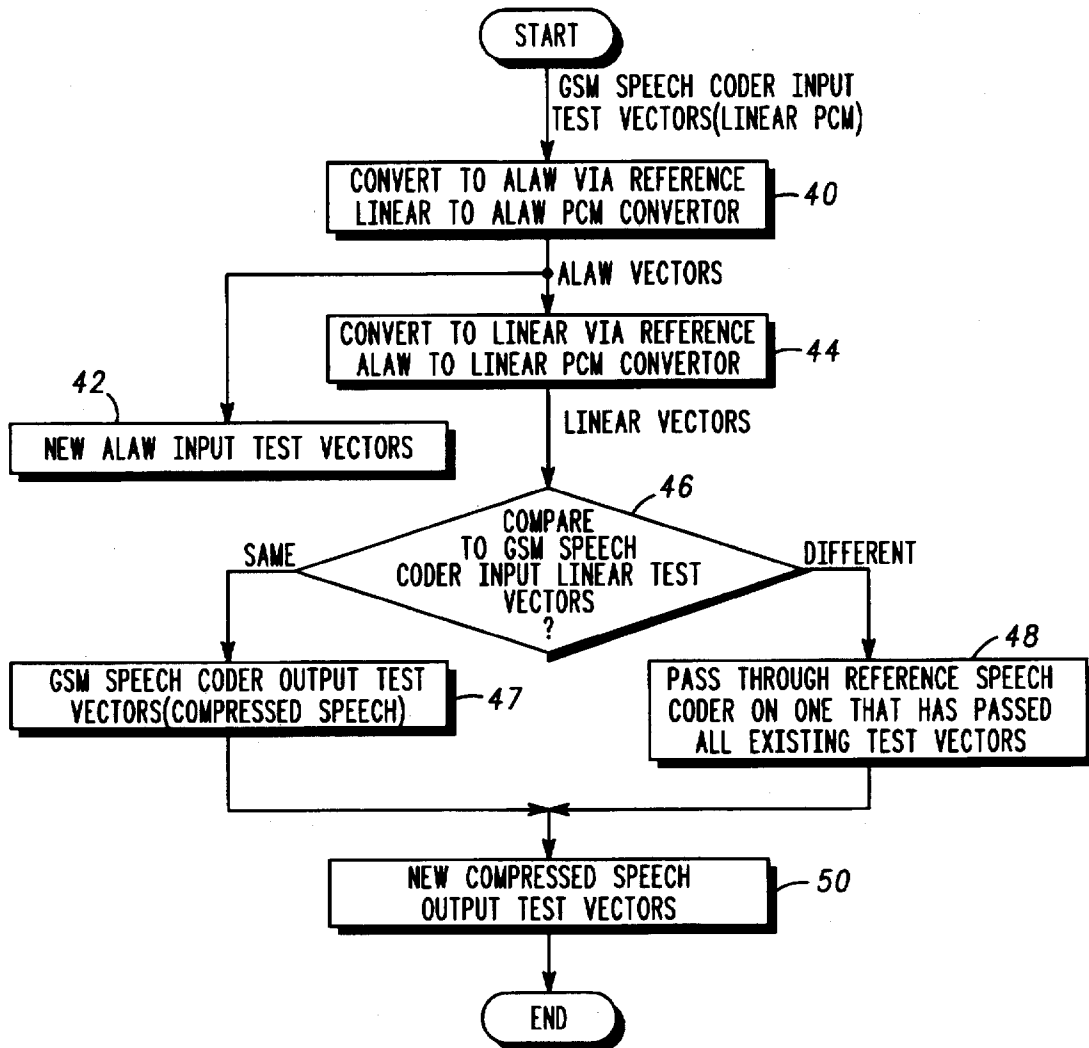 START
GSM SPEECH CODER INPUT
TEST VECTORS(LINEAR PCM)
CONVERT TO ALAW VIA REFERENCE
LINEAR TO ALAW PCM CONVERTOR
40
ALAW VECTORS
CONVERT TO LINEAR VIA REFERENCE
ALAW TO LINEAR PCM CONVERTOR
44
42
NEW ALAW INPUT TEST VECTORS
LINEAR VECTORS
46
COMPARE
TO GSM SPEECH
CODER INPUT LINEAR TEST
VECTORS
?
SAME
DIFFERENT
GSM SPEECH CODER OUTPUT TEST
VECTORS(COMPRESSED SPEECH)
47
48
PASS THROUGH REFERENCE SPEECH
CODER ON ONE THAT HAS PASSED
ALL EXISTING TEST VECTORS
NEW COMPRESSED SPEECH
OUTPUT TEST VECTORS
50
END